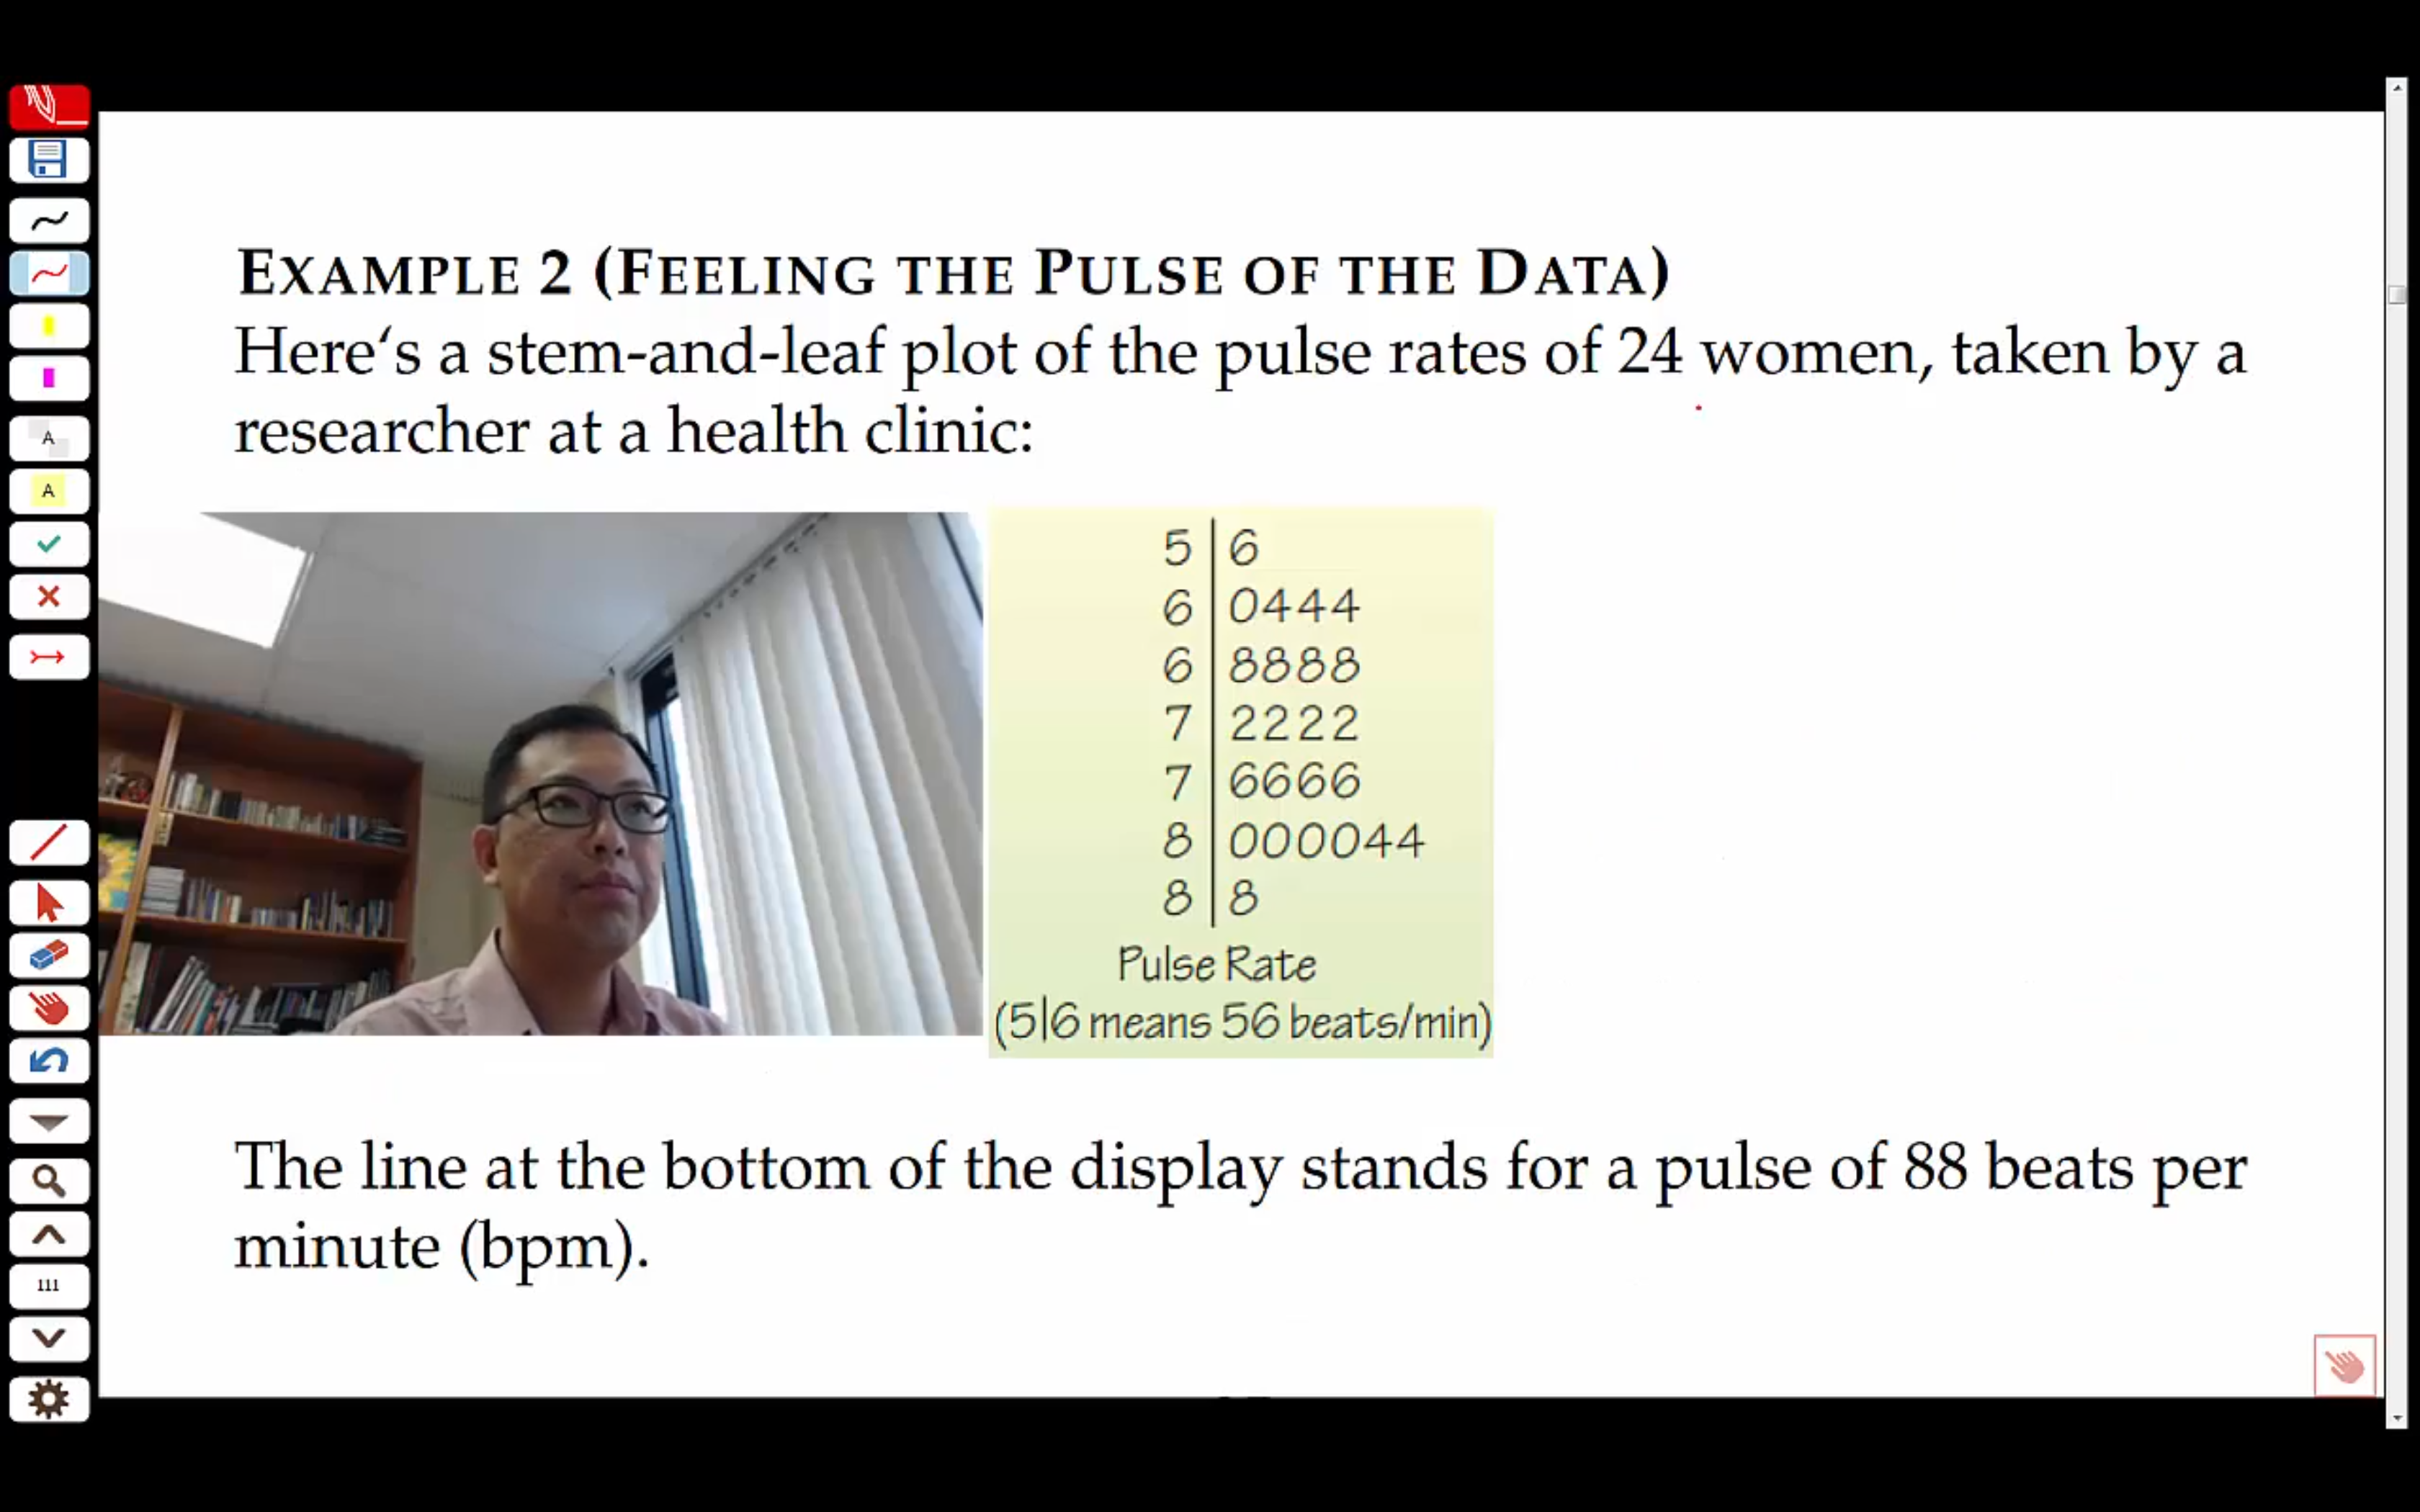 EXAMPLE 2 (FEELING THE PULSE OF THE DATA)
Here‘s a stem-and-leaf plot of the pulse rates of 24 women, taken by a
researcher at a health clinic:
5 | 6
6 | 0444
6 | 8888
7 | 2222
7 | 6666
8 | 000044
8 | 8
Pulse Rate
(5|6 means 56 beats/min)
The line at the bottom of the display stands for a pulse of 88 beats per
minute (bpm).
A
A
111